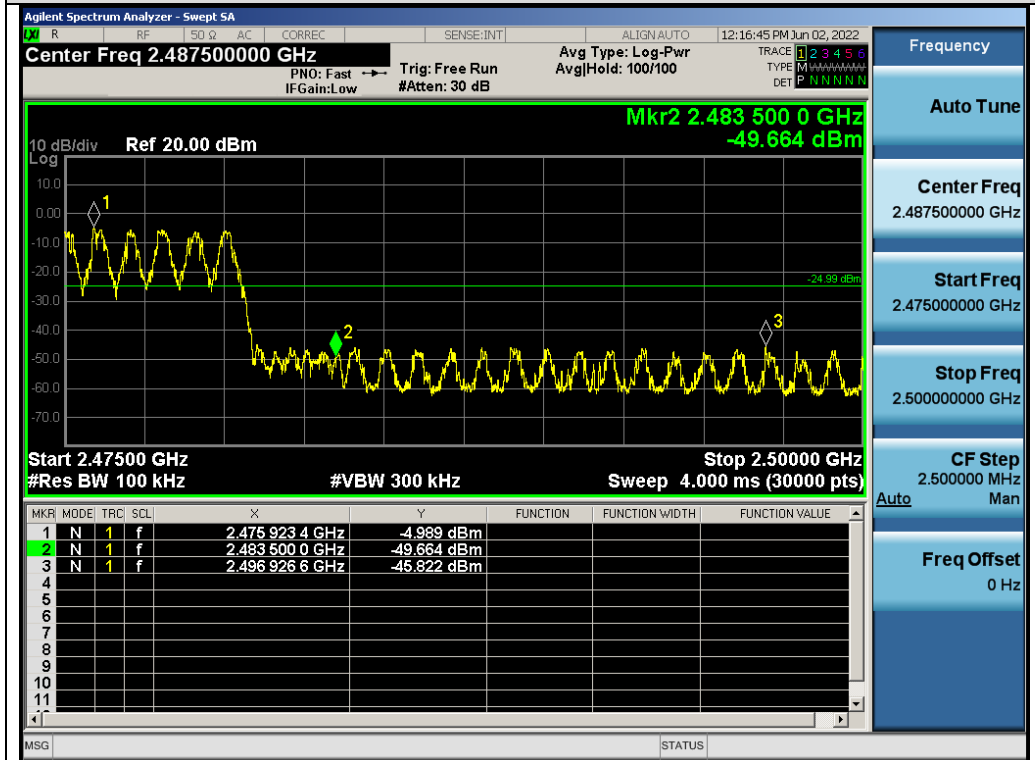 Agilent Spectrum Analyzer - Swept SA
LXI R RF 50 Ω AC CORREC SENSE:INT ALIGN AUTO 12:16:45 PM Jun 02, 2022
Center Freq 2.487500000 GHz
PNO: Fast
IFGain:Low
Trig: Free Run
#Atten: 30 dB
Avg Type: Log-Pwr
Avg|Hold: 100/100
TRACE 1 2 3 4 5 6
TYPE M WWWWW
DET P N N N N N
Mkr2 2.483 500 0 GHz
-49.664 dBm
10 dB/div Ref 20.00 dBm
Log
10.0
0.00
-10.0
-20.0
-30.0
-40.0
-50.0
-60.0
-70.0
1
2
3
-24.99 dBm
Start 2.47500 GHz Stop 2.50000 GHz
#Res BW 100 kHz #VBW 300 kHz Sweep 4.000 ms (30000 pts)
MKR MODE TRC SCL X Y FUNCTION FUNCTION WIDTH FUNCTION VALUE
1 N 1 f 2.475 923 4 GHz -4.989 dBm
2 N 1 f 2.483 500 0 GHz -49.664 dBm
3 N 1 f 2.496 926 6 GHz -45.822 dBm
4
5
6
7
8
9
10
11
MSG STATUS
Frequency
Auto Tune
Center Freq
2.487500000 GHz
Start Freq
2.475000000 GHz
Stop Freq
2.500000000 GHz
CF Step
2.500000 MHz
Auto Man
Freq Offset
0 Hz